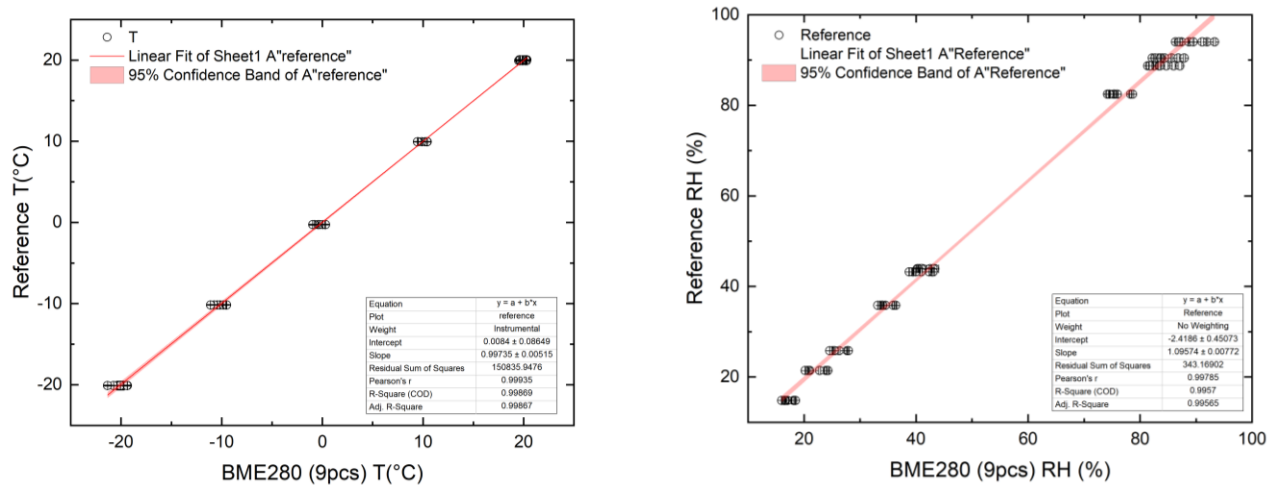 T
Linear Fit of Sheet1 A"reference"
95% Confidence Band of A"reference"
Reference T(°C)
20
10
0
-10
-20
-20
-10
0
10
20
BME280 (9pcs) T(°C)
Equation y = a + b*x
Plot reference
Weight Instrumental
Intercept 0.0084 ± 0.08649
Slope 0.99735 ± 0.00515
Residual Sum of Squares 150835.9476
Pearson's r 0.99935
R-Square (COD) 0.99869
Adj. R-Square 0.99867
Reference
Linear Fit of Sheet1 A"Reference"
95% Confidence Band of A"Reference"
Reference RH (%)
100
80
60
40
20
20
40
60
80
100
BME280 (9pcs) RH (%)
Equation y = a + b*x
Plot Reference
Weight No Weighting
Intercept -2.4186 ± 0.45073
Slope 1.09574 ± 0.00772
Residual Sum of Squares 343.16902
Pearson's r 0.99785
R-Square (COD) 0.9957
Adj. R-Square 0.99565